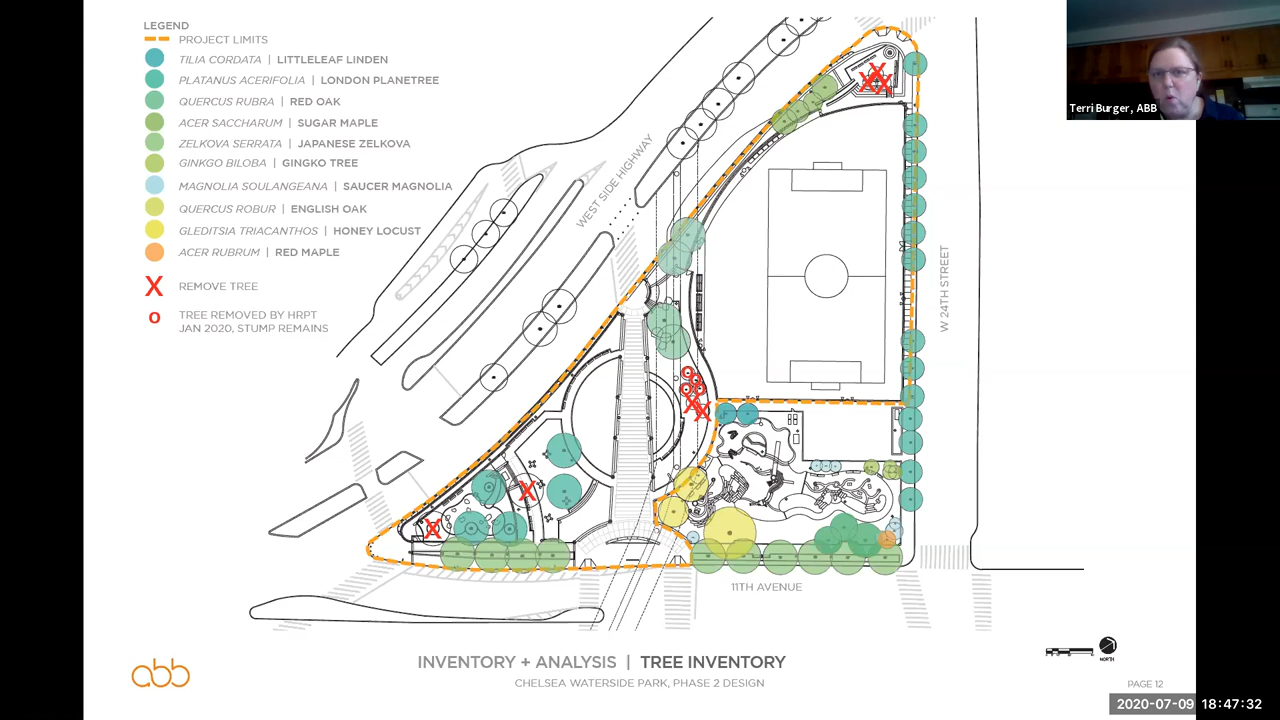 LEGEND
PROJECT LIMITS
TILIA CORDATA | LITTLELEAF LINDEN
PLATANUS ACERIFOLIA | LONDON PLANETREE
QUERCUS RUBRA | RED OAK
ACER SACCHARUM | SUGAR MAPLE
ZELKOVA SERRATA | JAPANESE ZELKOVA
GINKGO BILOBA | GINGKO TREE
MAGNOLIA SOULANGEANA | SAUCER MAGNOLIA
QUERCUS ROBUR | ENGLISH OAK
GLEDITSIA TRIACANTHOS | HONEY LOCUST
ACER RUBRUM | RED MAPLE
X REMOVE TREE
o TREE REMOTED BY HRPT
JAN 2020, STUMP REMAINS
WEST SIDE HIGHWAY
W 24TH STREET
11TH AVENUE
Terri Burger, ABB
abb
INVENTORY + ANALYSIS | TREE INVENTORY
CHELSEA WATERSIDE PARK, PHASE 2 DESIGN
NORTH
PAGE 12
2020-07-09 18:47:32